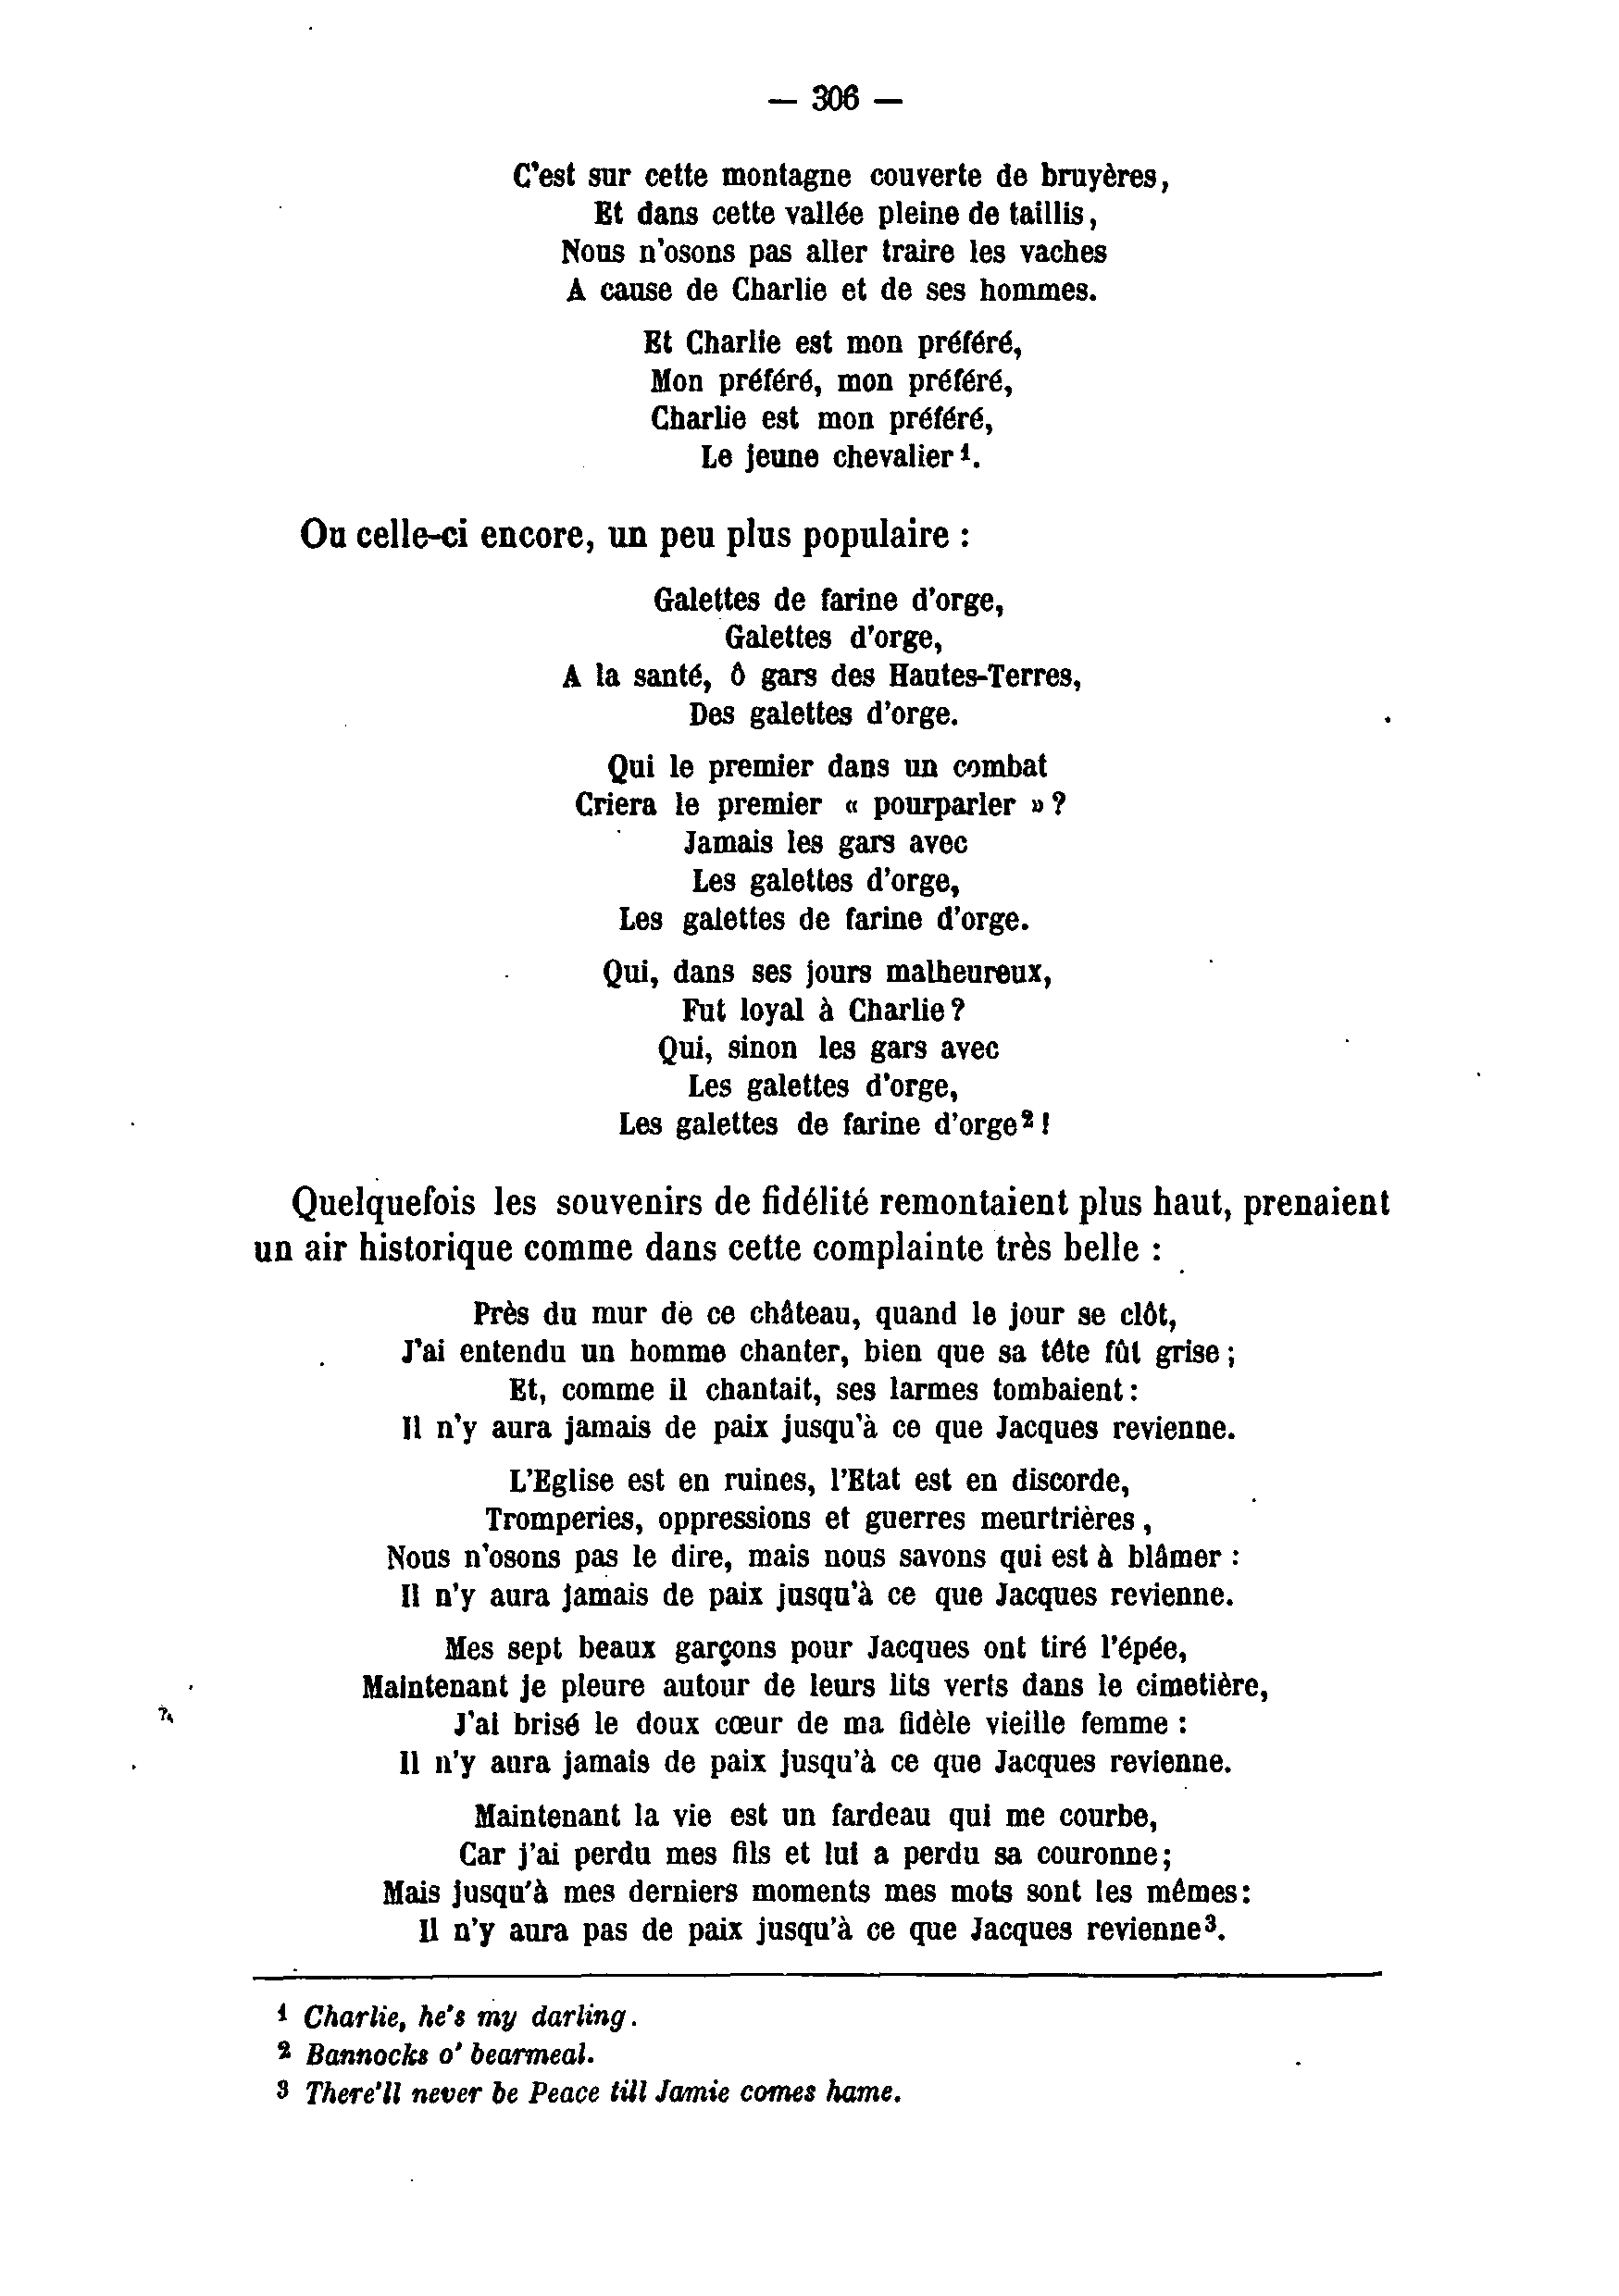 — 306 —
C'est sur cette montagne couverte de bruyères,
Et dans cette vallée pleine de taillis,
Nous n'osons pas aller traire les vaches
A cause de Charlie et de ses hommes.
Et Charlie est mon préféré,
Mon préféré, mon préféré,
Charlie est mon préféré,
Le jeune chevalier¹.
Ou celle-ci encore, un peu plus populaire :
Galettes de farine d'orge,
Galettes d'orge,
A la santé, ô gars des Hautes-Terres,
Des galettes d'orge.
Qui le premier dans un combat
Criera le premier « pourparler » ?
Jamais les gars avec
Les galettes d'orge,
Les galettes de farine d'orge.
Qui, dans ses jours malheureux,
Fut loyal à Charlie ?
Qui, sinon les gars avec
Les galettes d'orge,
Les galettes de farine d'orge² !
Quelquefois les souvenirs de fidélité remontaient plus haut, prenaient
un air historique comme dans cette complainte très belle :
Près du mur de ce château, quand le jour se clôt,
J'ai entendu un homme chanter, bien que sa tête fût grise ;
Et, comme il chantait, ses larmes tombaient :
Il n'y aura jamais de paix jusqu'à ce que Jacques revienne.
L'Eglise est en ruines, l'Etat est en discorde,
Tromperies, oppressions et guerres meurtrières,
Nous n'osons pas le dire, mais nous savons qui est à blâmer :
Il n'y aura jamais de paix jusqu'à ce que Jacques revienne.
Mes sept beaux garçons pour Jacques ont tiré l'épée,
Maintenant je pleure autour de leurs lits verts dans le cimetière,
J'ai brisé le doux cœur de ma fidèle vieille femme :
Il n'y aura jamais de paix jusqu'à ce que Jacques revienne.
Maintenant la vie est un fardeau qui me courbe,
Car j'ai perdu mes fils et lui a perdu sa couronne ;
Mais jusqu'à mes derniers moments mes mots sont les mêmes :
Il n'y aura pas de paix jusqu'à ce que Jacques revienne³.
¹ Charlie, he's my darling.
² Bannocks o' bearmeal.
³ There'll never be Peace till Jamie comes hame.